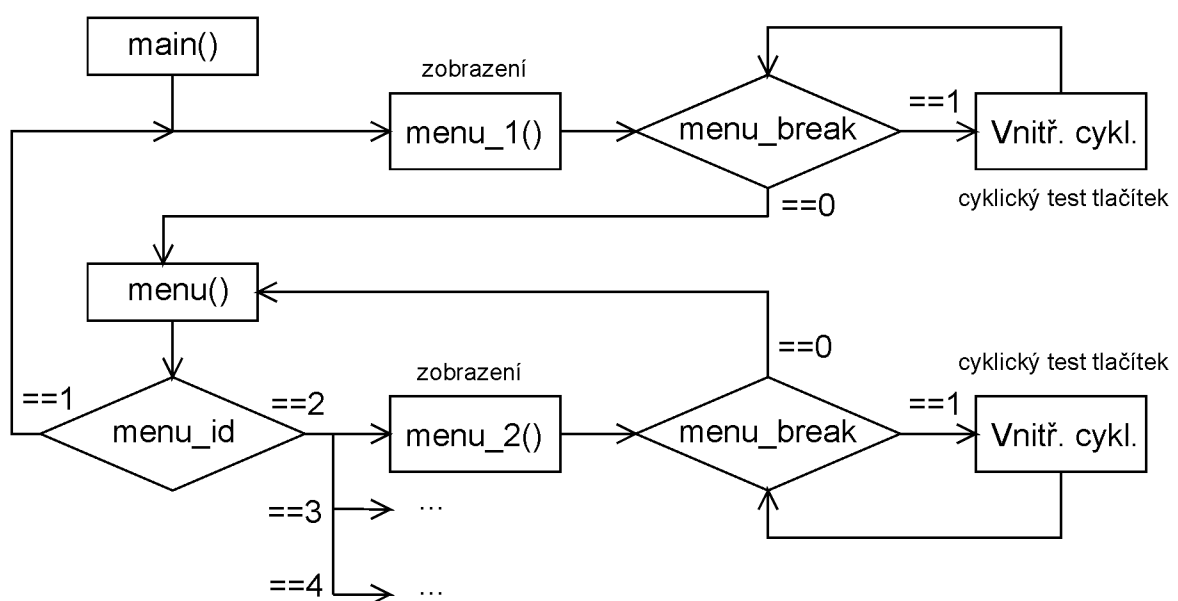 main()
zobrazení
menu_1()
menu_break
==1
Vnitř. cykl.
cyklický test tlačítek
==0
menu()
==0
zobrazení
cyklický test tlačítek
==1
menu_id
==2
menu_2()
menu_break
==1
Vnitř. cykl.
==3
...
==4
...